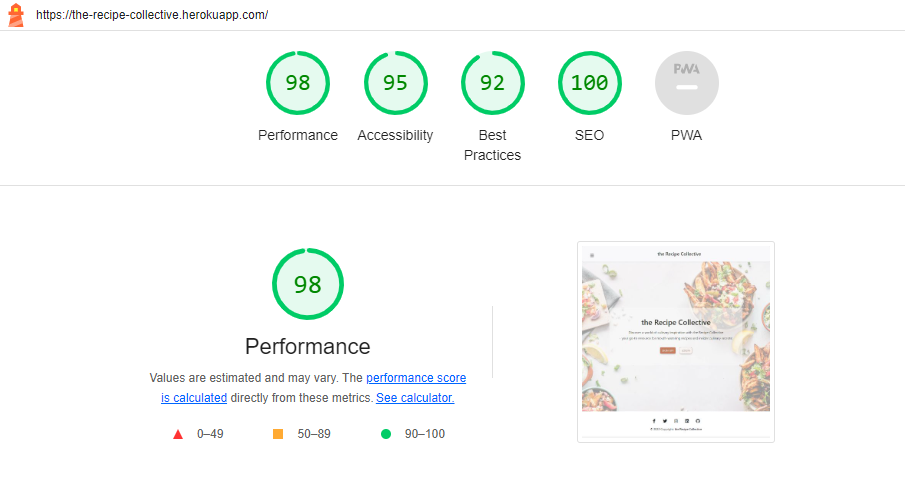 https://the-recipe-collective.herokuapp.com/
98
95
92
100
PWA
Performance
Accessibility
Best
Practices
SEO
PWA
98
Performance
Values are estimated and may vary. The performance score
is calculated directly from these metrics. See calculator.
0–49
50–89
90–100
the Recipe Collective
the Recipe Collective